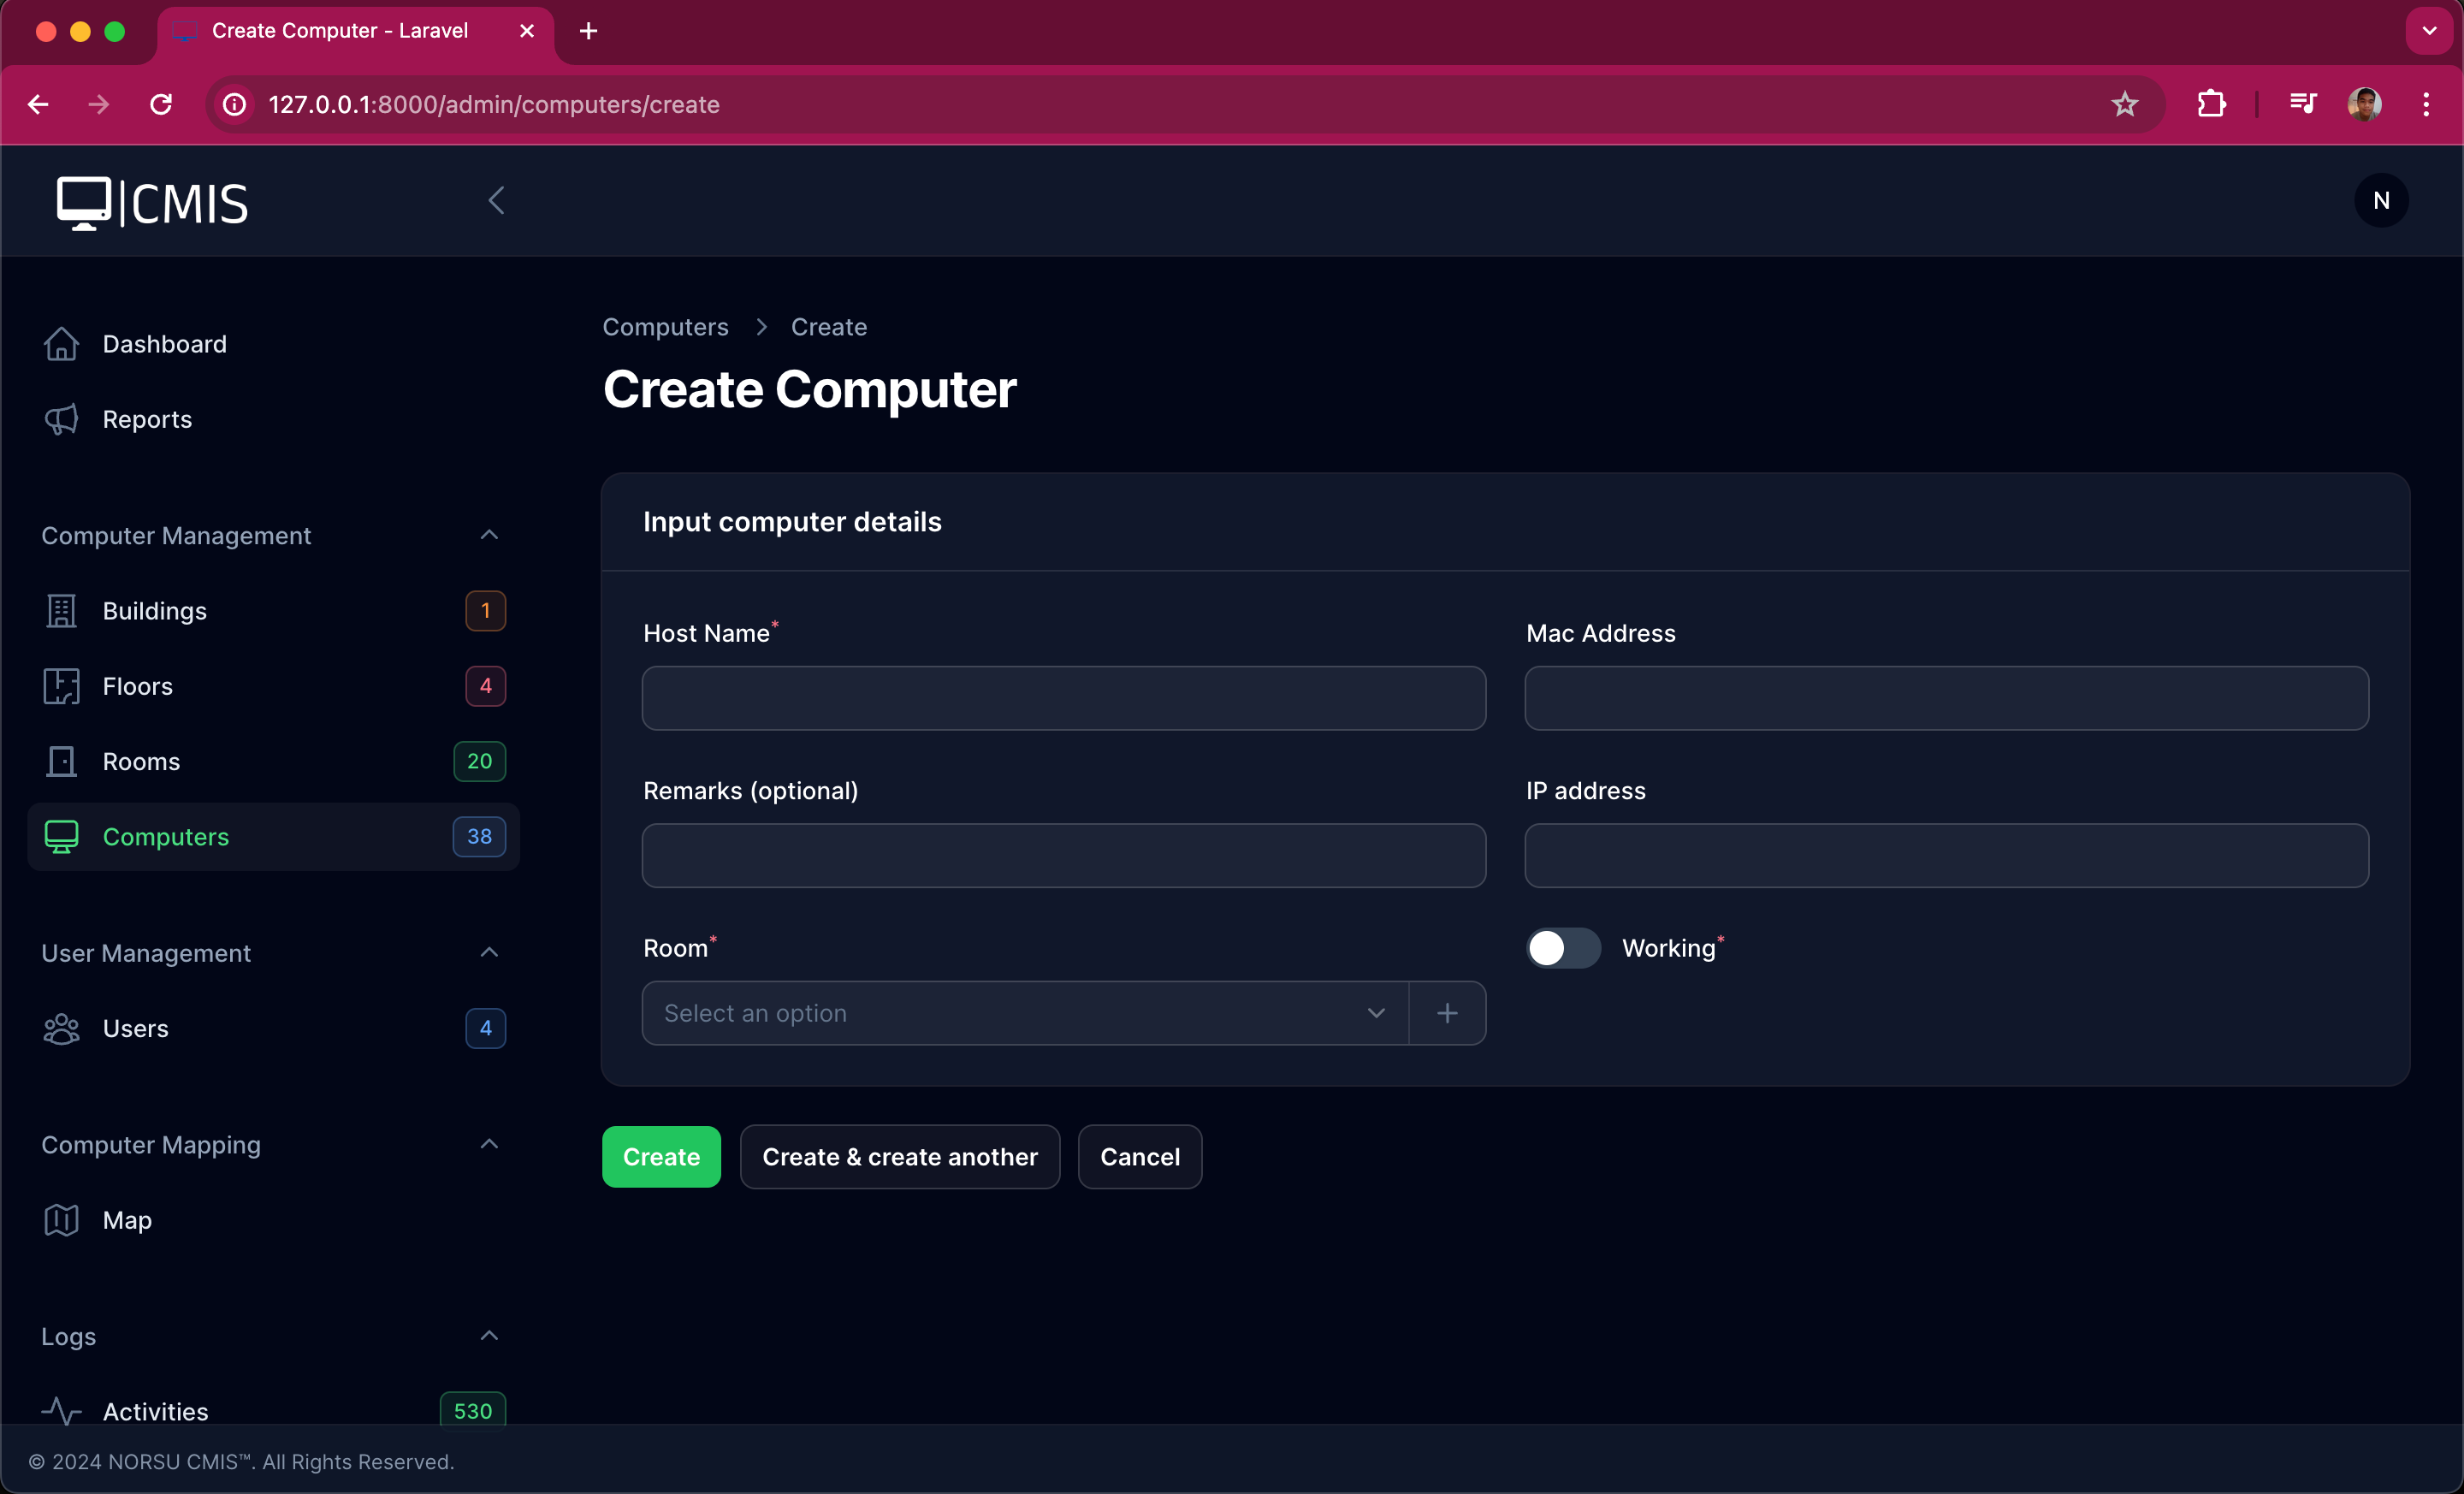 Create Computer - Laravel
127.0.0.1:8000/admin/computers/create
CMIS
N
Dashboard
Reports
Computer Management
Buildings 1
Floors 4
Rooms 20
Computers 38
User Management
Users 4
Computer Mapping
Map
Logs
Activities 530
Computers > Create
Create Computer
Input computer details
Host Name*
Mac Address
Remarks (optional)
IP address
Room*
Working*
Select an option
Create
Create & create another
Cancel
© 2024 NORSU CMIS™. All Rights Reserved.